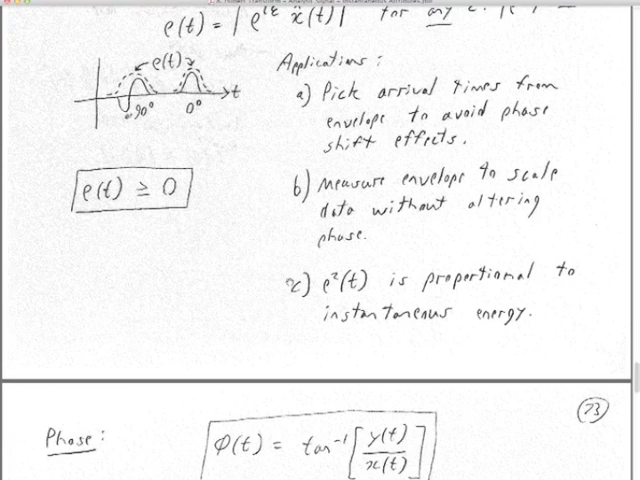 e(t) = | e^{iε} ẍ(t) | for any ε.
e(t)
t
90° 0°
Applications:
a) Pick arrival times from
envelope to avoid phase
shift effects.
e(t) ≥ 0
b) Measure envelope to scale
data without altering
phase.
c) e²(t) is proportional to
instantaneous energy.
73
Phase: φ(t) = tan⁻¹ [ y(t) / x(t) ]